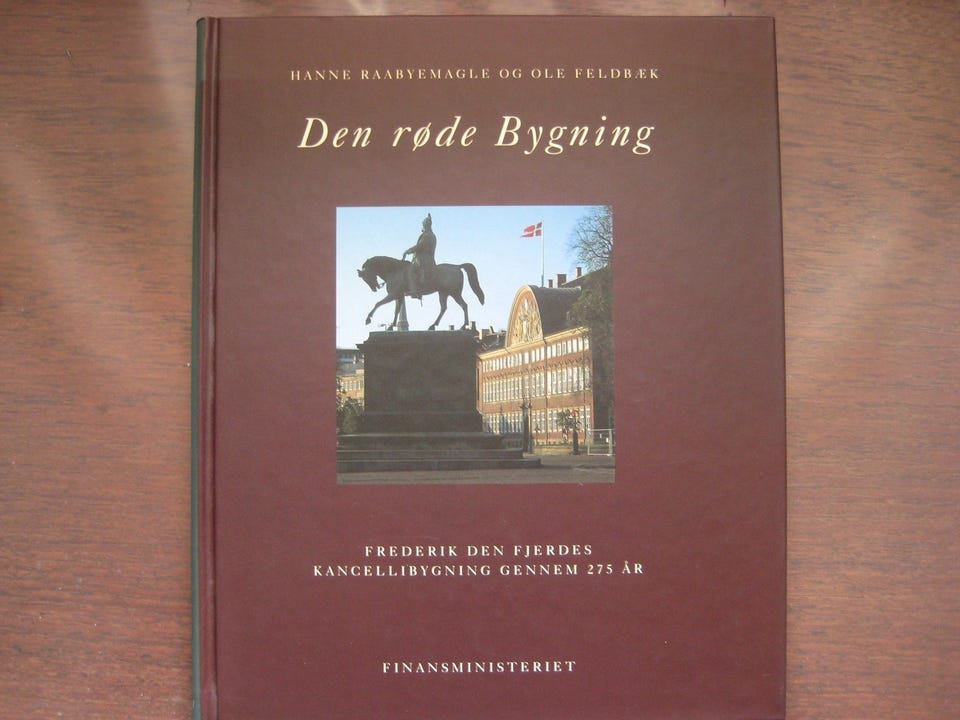 HANNE RAABYEMAGLE OG OLE FELDBÆK
Den røde Bygning
FREDERIK DEN FJERDES
KANCELLIBYGNING GENNEM 275 ÅR
FINANSMINISTERIET